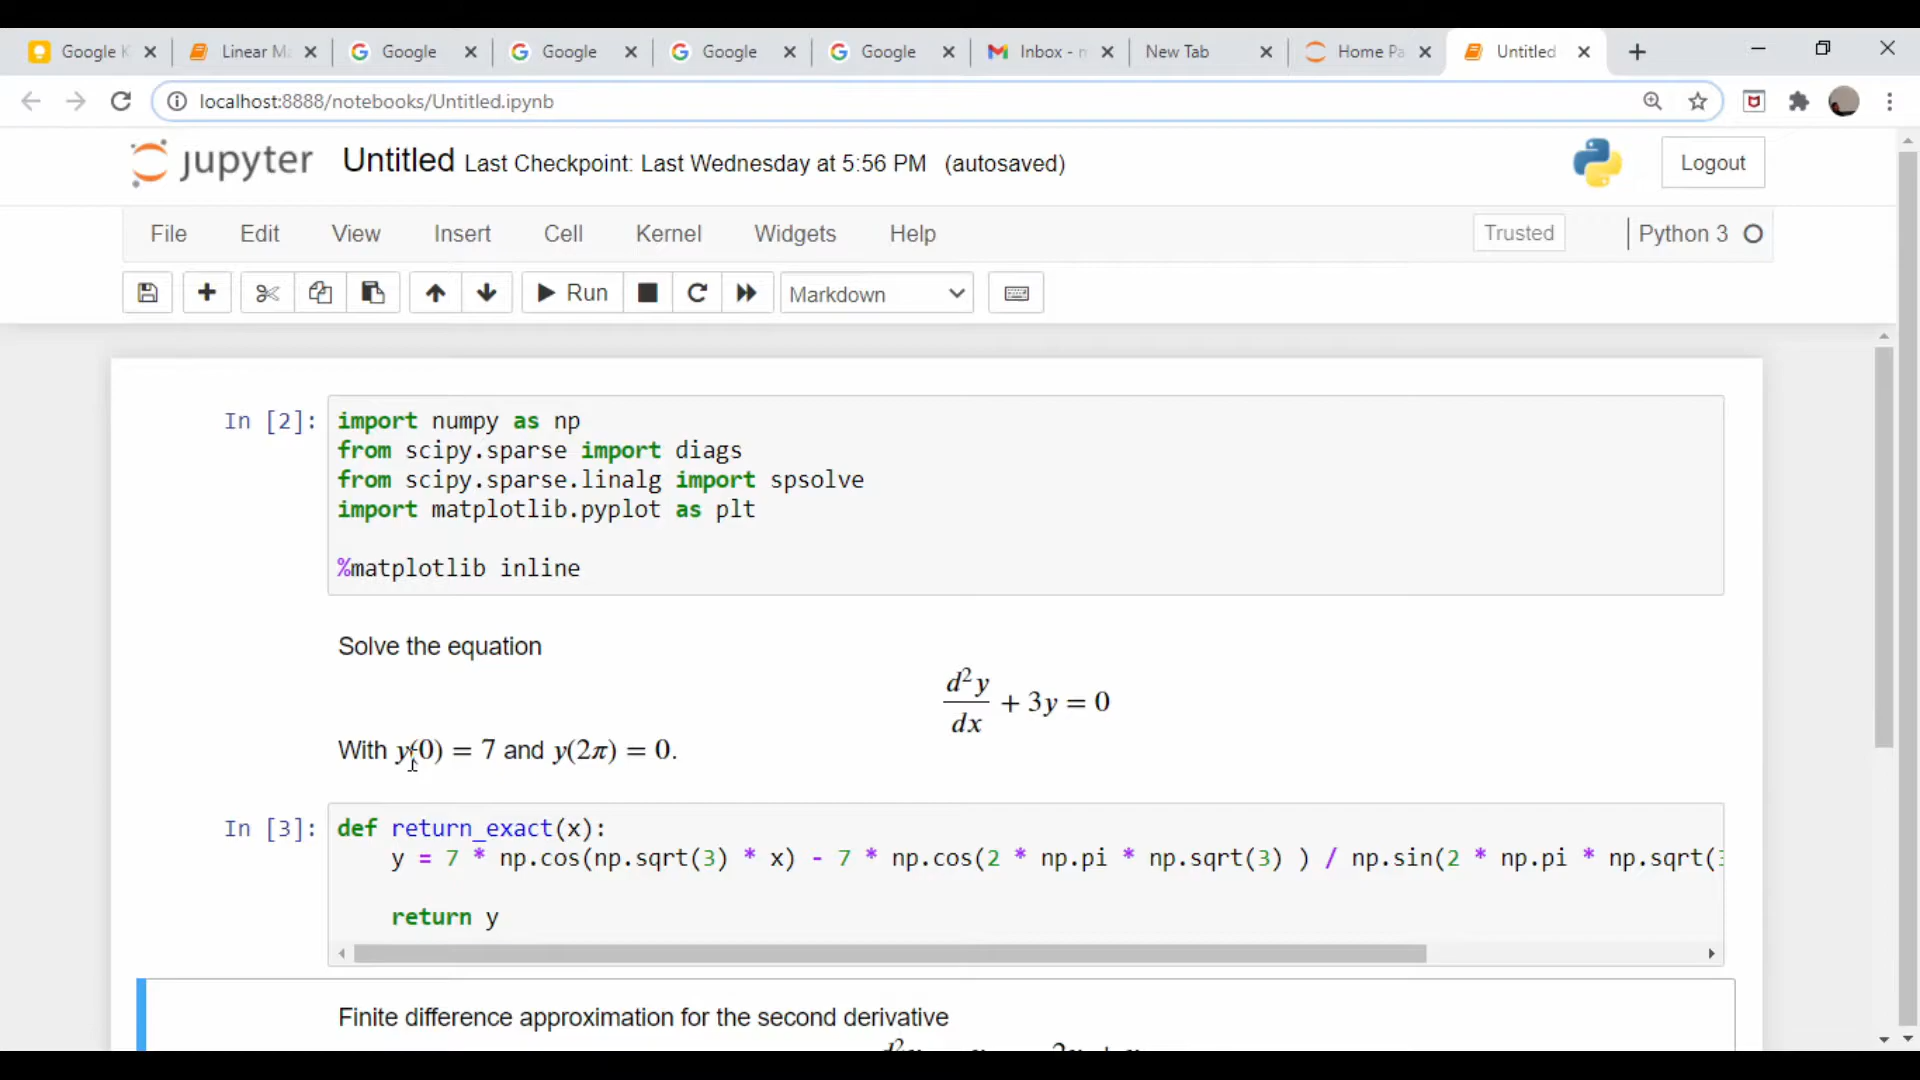 Google K
Linear Ma
Google
Google
Google
Google
Inbox - n
New Tab
Home Pa
Untitled
localhost:8888/notebooks/Untitled.ipynb
jupyter Untitled Last Checkpoint: Last Wednesday at 5:56 PM (autosaved)
Logout
File Edit View Insert Cell Kernel Widgets Help
Trusted
Python 3
Run
Markdown
In [2]:
import numpy as np
from scipy.sparse import diags
from scipy.sparse.linalg import spsolve
import matplotlib.pyplot as plt
%matplotlib inline
Solve the equation
d²y/dx + 3y = 0
With y(0) = 7 and y(2π) = 0.
In [3]:
def return_exact(x):
y = 7 * np.cos(np.sqrt(3) * x) - 7 * np.cos(2 * np.pi * np.sqrt(3) ) / np.sin(2 * np.pi * np.sqrt(3
return y
Finite difference approximation for the second derivative